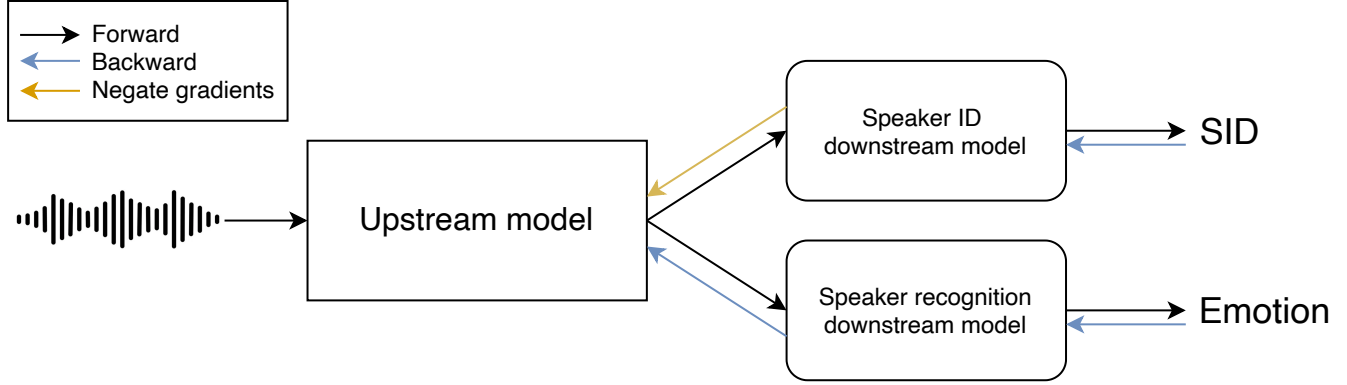 Forward
Backward
Negate gradients
Speaker ID
downstream model
SID
Upstream model
Speaker recognition
downstream model
Emotion